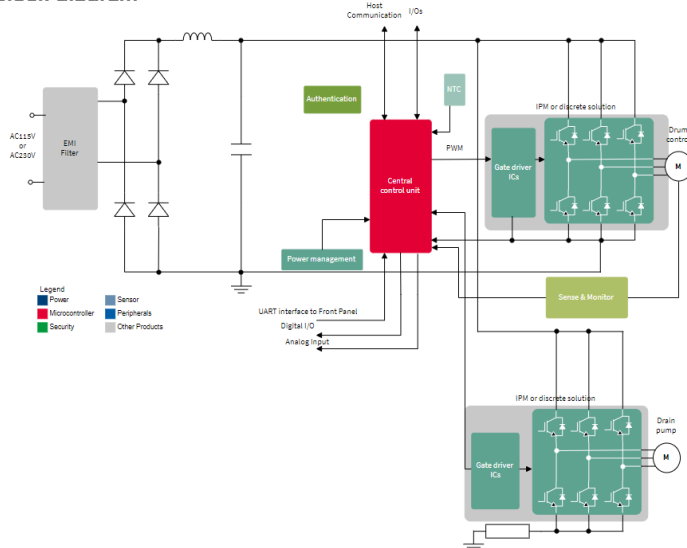 Host
Communication
I/Os
Authentication
NTC
IPM or discrete solution
AC115V
or
AC230V
EMI
Filter
Central
control unit
PWM
Gate driver
ICs
Drum
control
M
Power management
Legend
Power
Sensor
Microcontroller
Peripherals
Security
Other Products
UART interface to Front Panel
Digital I/O
Analog Input
Sense & Monitor
IPM or discrete solution
Gate driver
ICs
Drain
pump
M